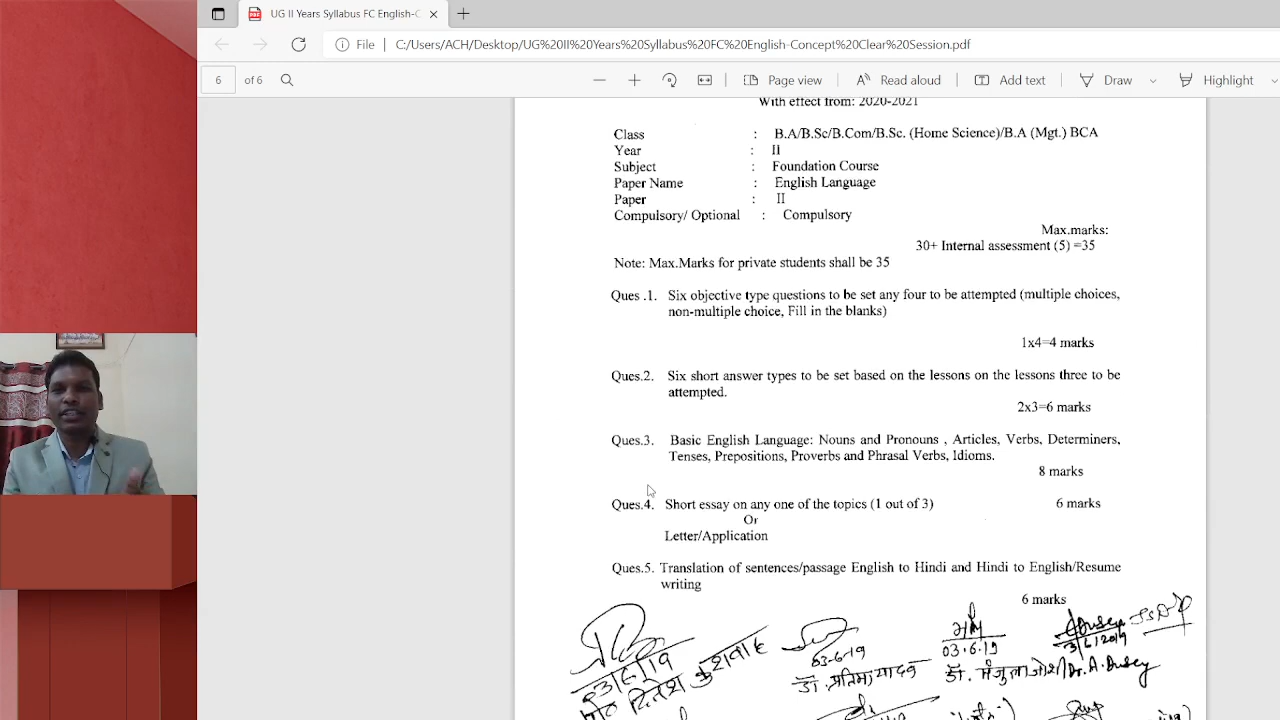 UG II Years Syllabus FC English-C
File
C:/Users/ACH/Desktop/UG%20II%20Years%20Syllabus%20FC%20English-Concept%20Clear%20Session.pdf
6 of 6 Page view Read aloud Add text Draw Highlight
With effect from: 2020-2021
Class : B.A/B.Sc/B.Com/B.Sc. (Home Science)/B.A (Mgt.) BCA
Year : II
Subject : Foundation Course
Paper Name : English Language
Paper : II
Compulsory/ Optional : Compulsory
Max.marks:
30+ Internal assessment (5) =35
Note: Max.Marks for private students shall be 35
Ques .1. Six objective type questions to be set any four to be attempted (multiple choices,
non-multiple choice, Fill in the blanks)
1x4=4 marks
Ques.2. Six short answer types to be set based on the lessons on the lessons three to be
attempted.
2x3=6 marks
Ques.3. Basic English Language: Nouns and Pronouns , Articles, Verbs, Determiners,
Tenses, Prepositions, Proverbs and Phrasal Verbs, Idioms.
8 marks
Ques.4. Short essay on any one of the topics (1 out of 3) 6 marks
Or
Letter/Application
Ques.5. Translation of sentences/passage English to Hindi and Hindi to English/Resume
writing
6 marks
03-6-19
03.6.19
डॉ. मंजुला जोशी
Dr. A. Dusey